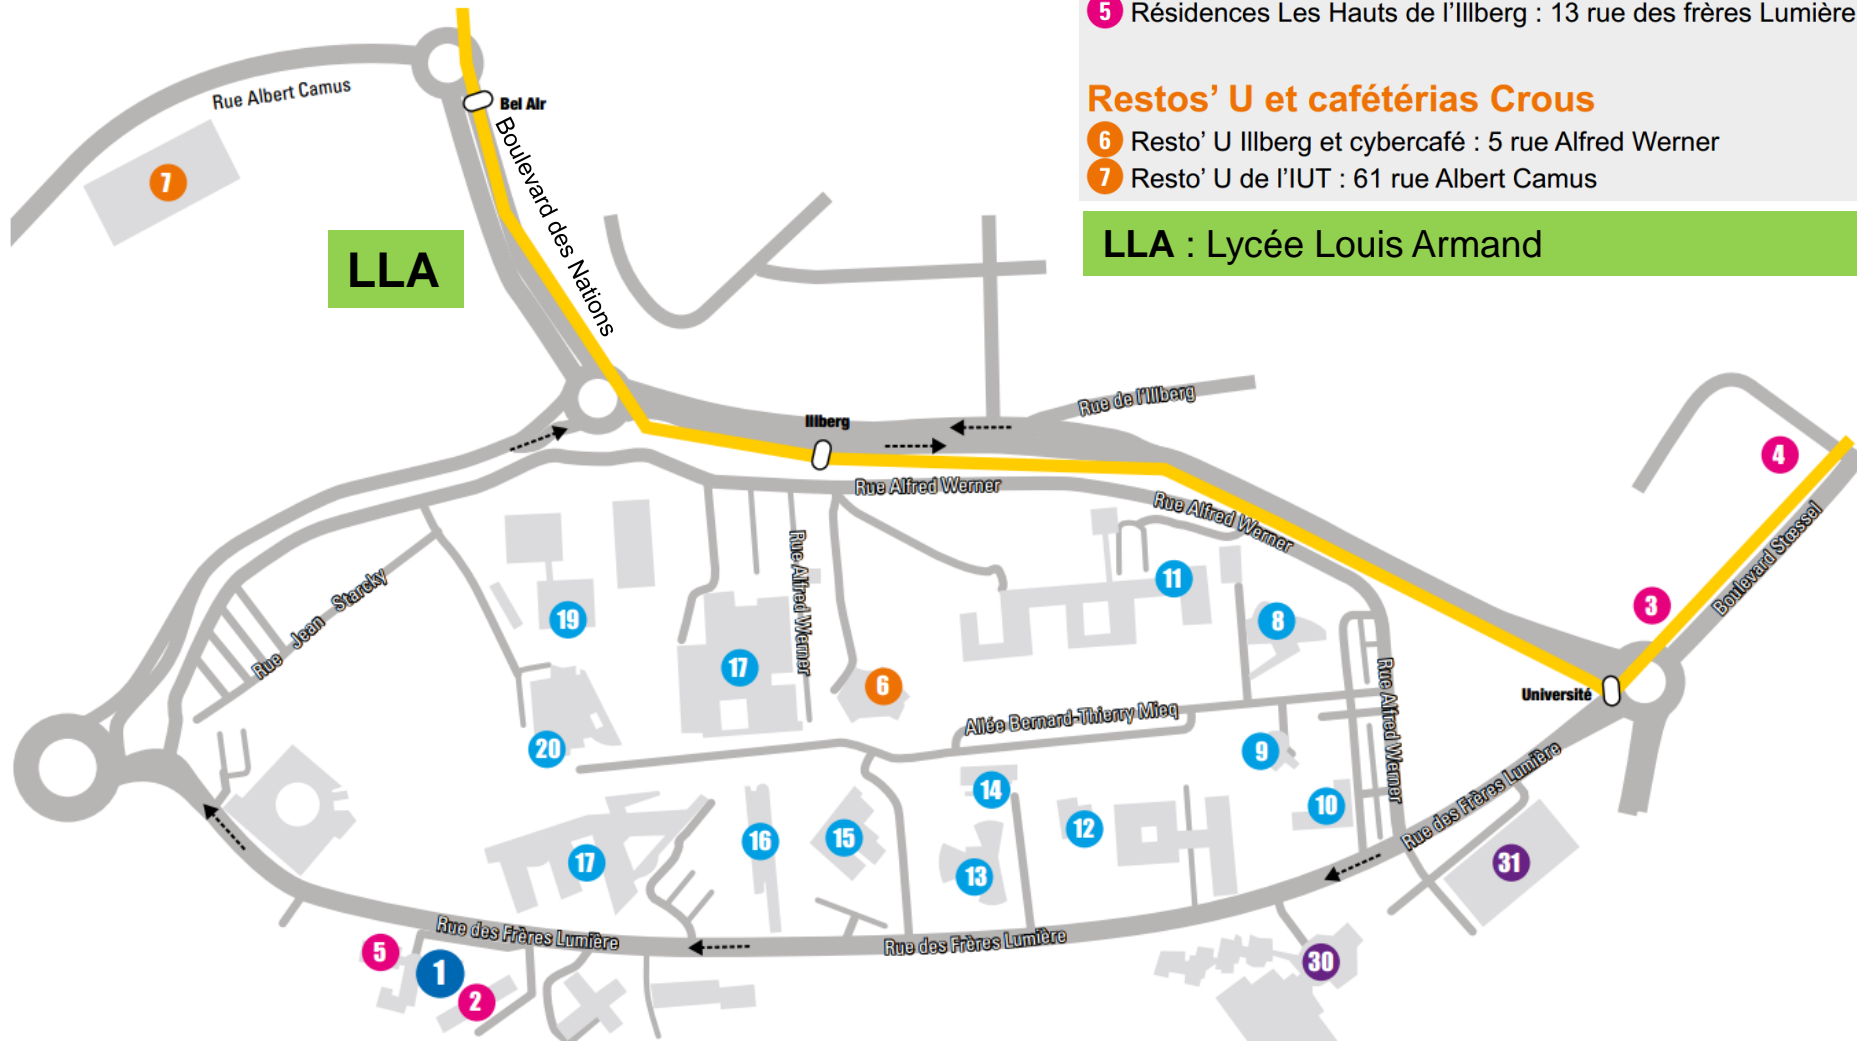 5 Résidences Les Hauts de l’Illberg : 13 rue des frères Lumière
Restos’ U et cafétérias Crous
6 Resto’ U Illberg et cybercafé : 5 rue Alfred Werner
7 Resto’ U de l’IUT : 61 rue Albert Camus
LLA : Lycée Louis Armand
Rue Albert Camus
Bel Air
Boulevard des Nations
7
LLA
Rue de l'Illberg
Illberg
4
Rue Alfred Werner
Rue Alfred Werner
Boulevard Stœssel
Rue Alfred Werner
11
3
Rue Jean Starcky
19
8
17
6
Université
Rue Alfred Werner
Allée Bernard-Thierry Mieq
20
9
14
10
Rue des Frères Lumière
12
16
15
17
13
31
Rue des Frères Lumière
Rue des Frères Lumière
5
1
2
30